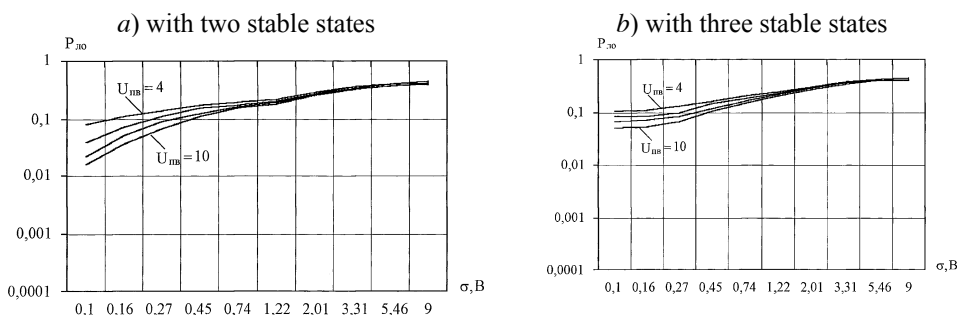 a) with two stable states
Pло
1
0,1
0,01
0,001
0,0001
Uпв=4
Uпв=10
σ,В
0,1 0,16 0,27 0,45 0,74 1,22 2,01 3,31 5,46 9
b) with three stable states
Pло
1
0,1
0,01
0,001
0,0001
Uпв=4
Uпв=10
σ,В
0,1 0,16 0,27 0,45 0,74 1,22 2,01 3,31 5,46 9